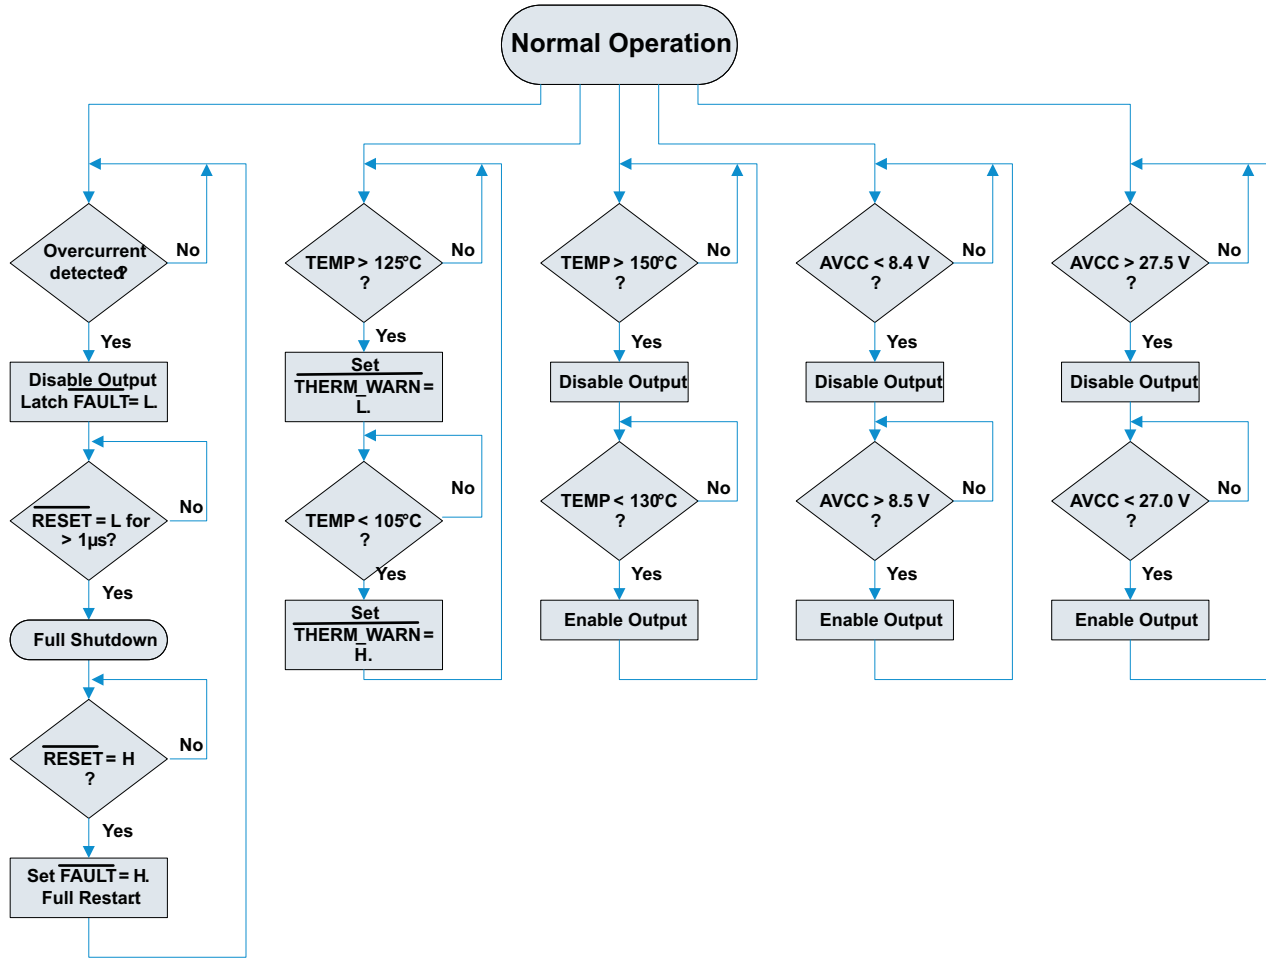 Normal Operation
Overcurrent
detected?
No
Yes
Disable Output
Latch FAULT = L.
RESET = L for
> 1µs?
No
Yes
Full Shutdown
RESET = H
?
No
Yes
Set FAULT = H.
Full Restart
TEMP > 125°C
?
No
Yes
Set
THERM_WARN =
L.
TEMP < 105°C
?
No
Yes
Set
THERM_WARN =
H.
TEMP > 150°C
?
No
Yes
Disable Output
TEMP < 130°C
?
No
Yes
Enable Output
AVCC < 8.4 V
?
No
Yes
Disable Output
AVCC > 8.5 V
?
No
Yes
Enable Output
AVCC > 27.5 V
?
No
Yes
Disable Output
AVCC < 27.0 V
?
No
Yes
Enable Output